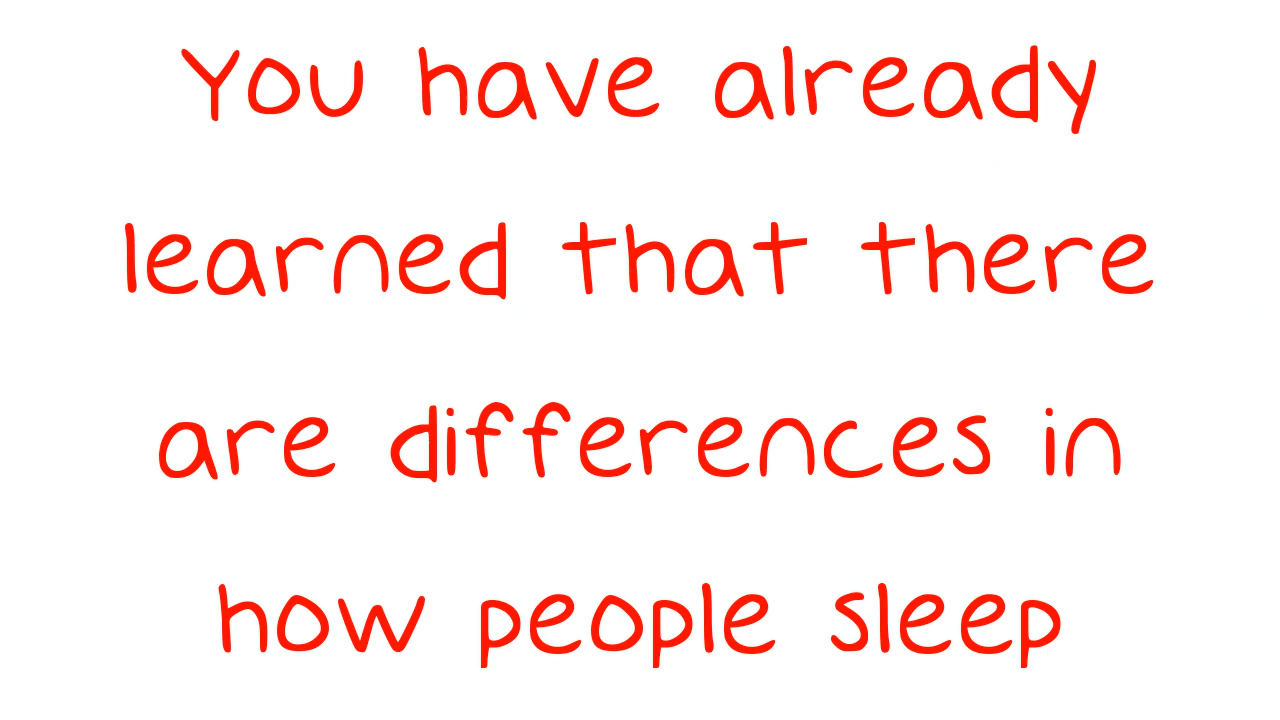 You have already
learned that there
are differences in
how people sleep